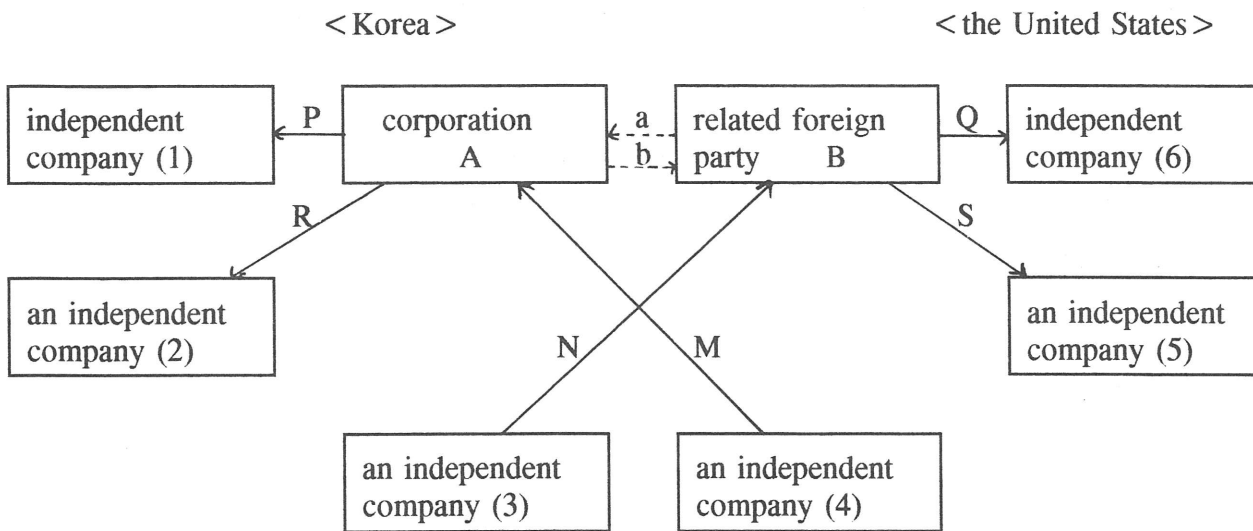 <Korea>
<the United States>
independent
company (1)
P
corporation
A
a
b
related foreign
party B
Q
independent
company (6)
R
S
an independent
company (2)
N
M
an independent
company (5)
an independent
company (3)
an independent
company (4)